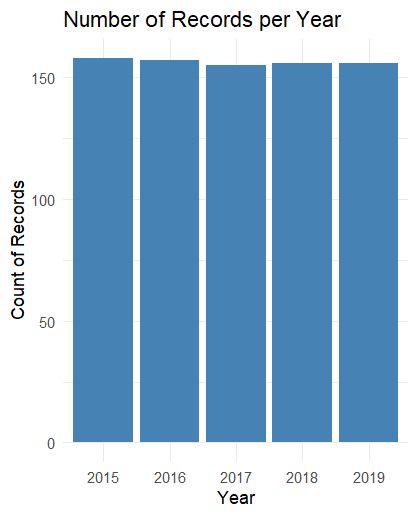 Number of Records per Year
150
100
50
0
Count of Records
2015 2016 2017 2018 2019
Year